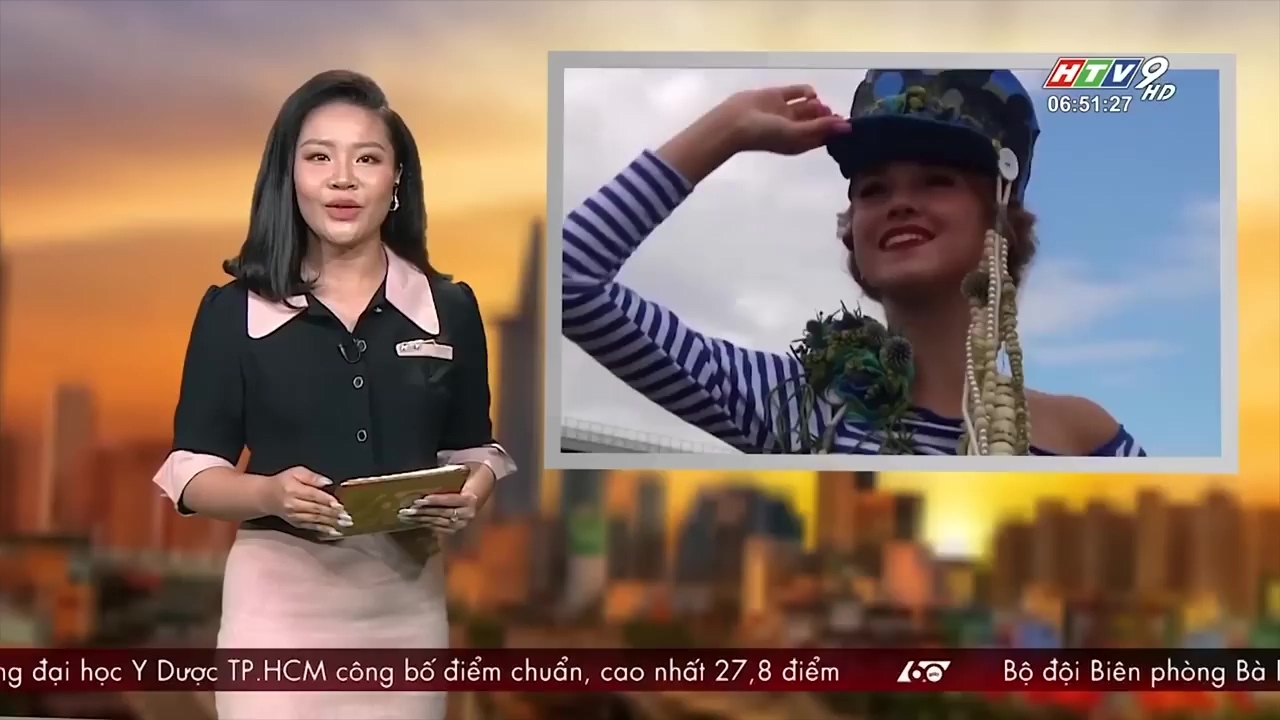 HTV9
HD
06:51:27
ng đại học Y Dược TP.HCM công bố điểm chuẩn, cao nhất 27,8 điểm
60
Bộ đội Biên phòng Bà